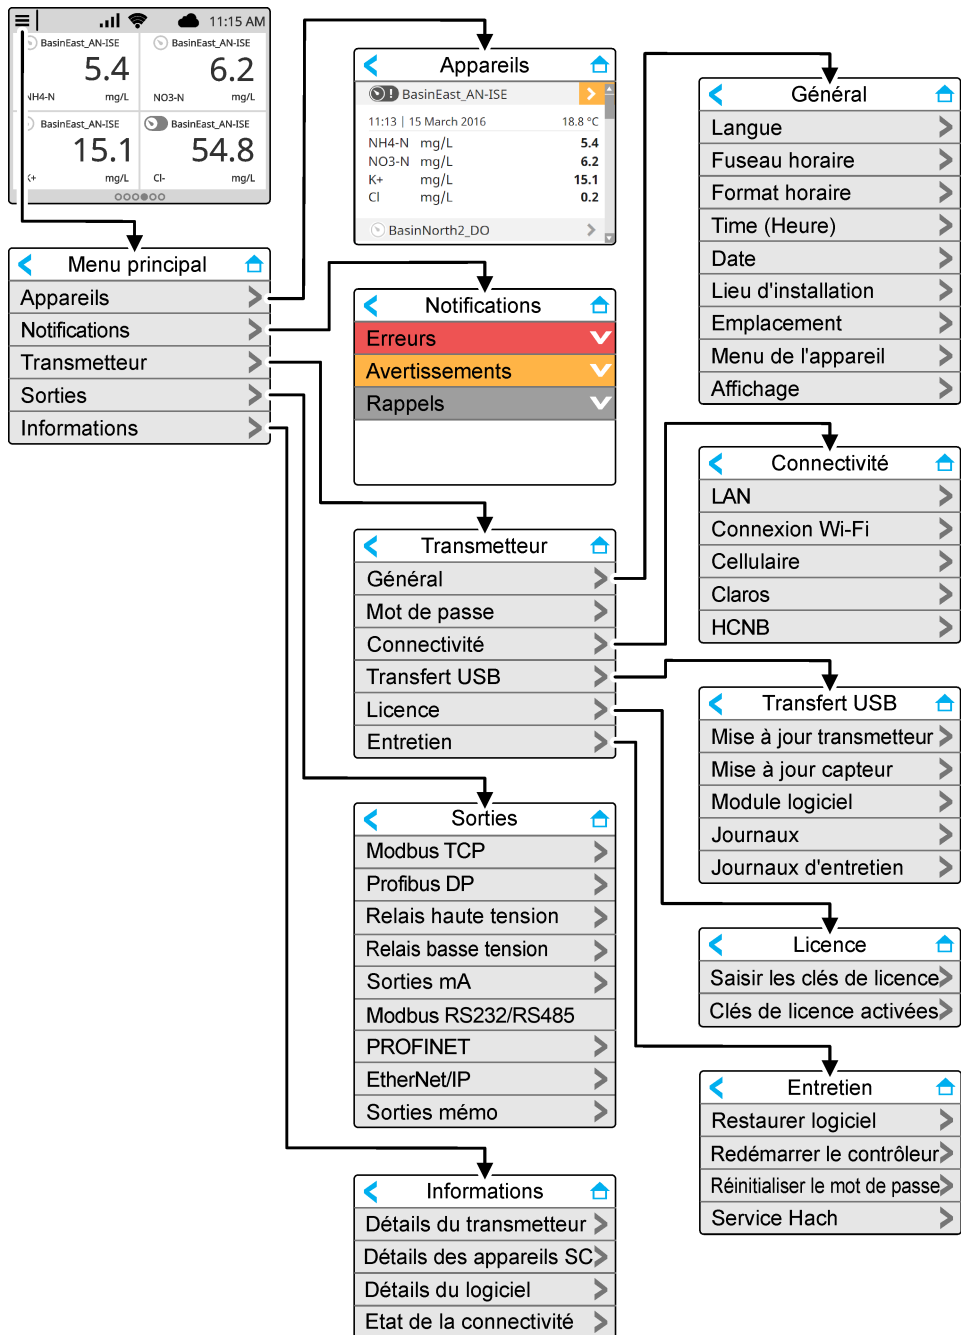 11:15 AM
BasinEast_AN-ISE
BasinEast_AN-ISE
5.4
6.2
NH4-N mg/L
NO3-N mg/L
BasinEast_AN-ISE
BasinEast_AN-ISE
15.1
54.8
mg/L
Cl- mg/L
Menu principal
Appareils
Notifications
Transmetteur
Sorties
Informations
Appareils
BasinEast_AN-ISE
11:13 | 15 March 2016 18.8 °C
NH4-N mg/L 5.4
NO3-N mg/L 6.2
K+ mg/L 15.1
Cl mg/L 0.2
BasinNorth2_DO
Notifications
Erreurs
Avertissements
Rappels
Transmetteur
Général
Mot de passe
Connectivité
Transfert USB
Licence
Entretien
Sorties
Modbus TCP
Profibus DP
Relais haute tension
Relais basse tension
Sorties mA
Modbus RS232/RS485
PROFINET
EtherNet/IP
Sorties mémo
Informations
Détails du transmetteur
Détails des appareils SC
Détails du logiciel
Etat de la connectivité
Général
Langue
Fuseau horaire
Format horaire
Time (Heure)
Date
Lieu d'installation
Emplacement
Menu de l'appareil
Affichage
Connectivité
LAN
Connexion Wi-Fi
Cellulaire
Claros
HCNB
Transfert USB
Mise à jour transmetteur
Mise à jour capteur
Module logiciel
Journaux
Journaux d'entretien
Licence
Saisir les clés de licence
Clés de licence activées
Entretien
Restaurer logiciel
Redémarrer le contrôleur
Réinitialiser le mot de passe
Service Hach